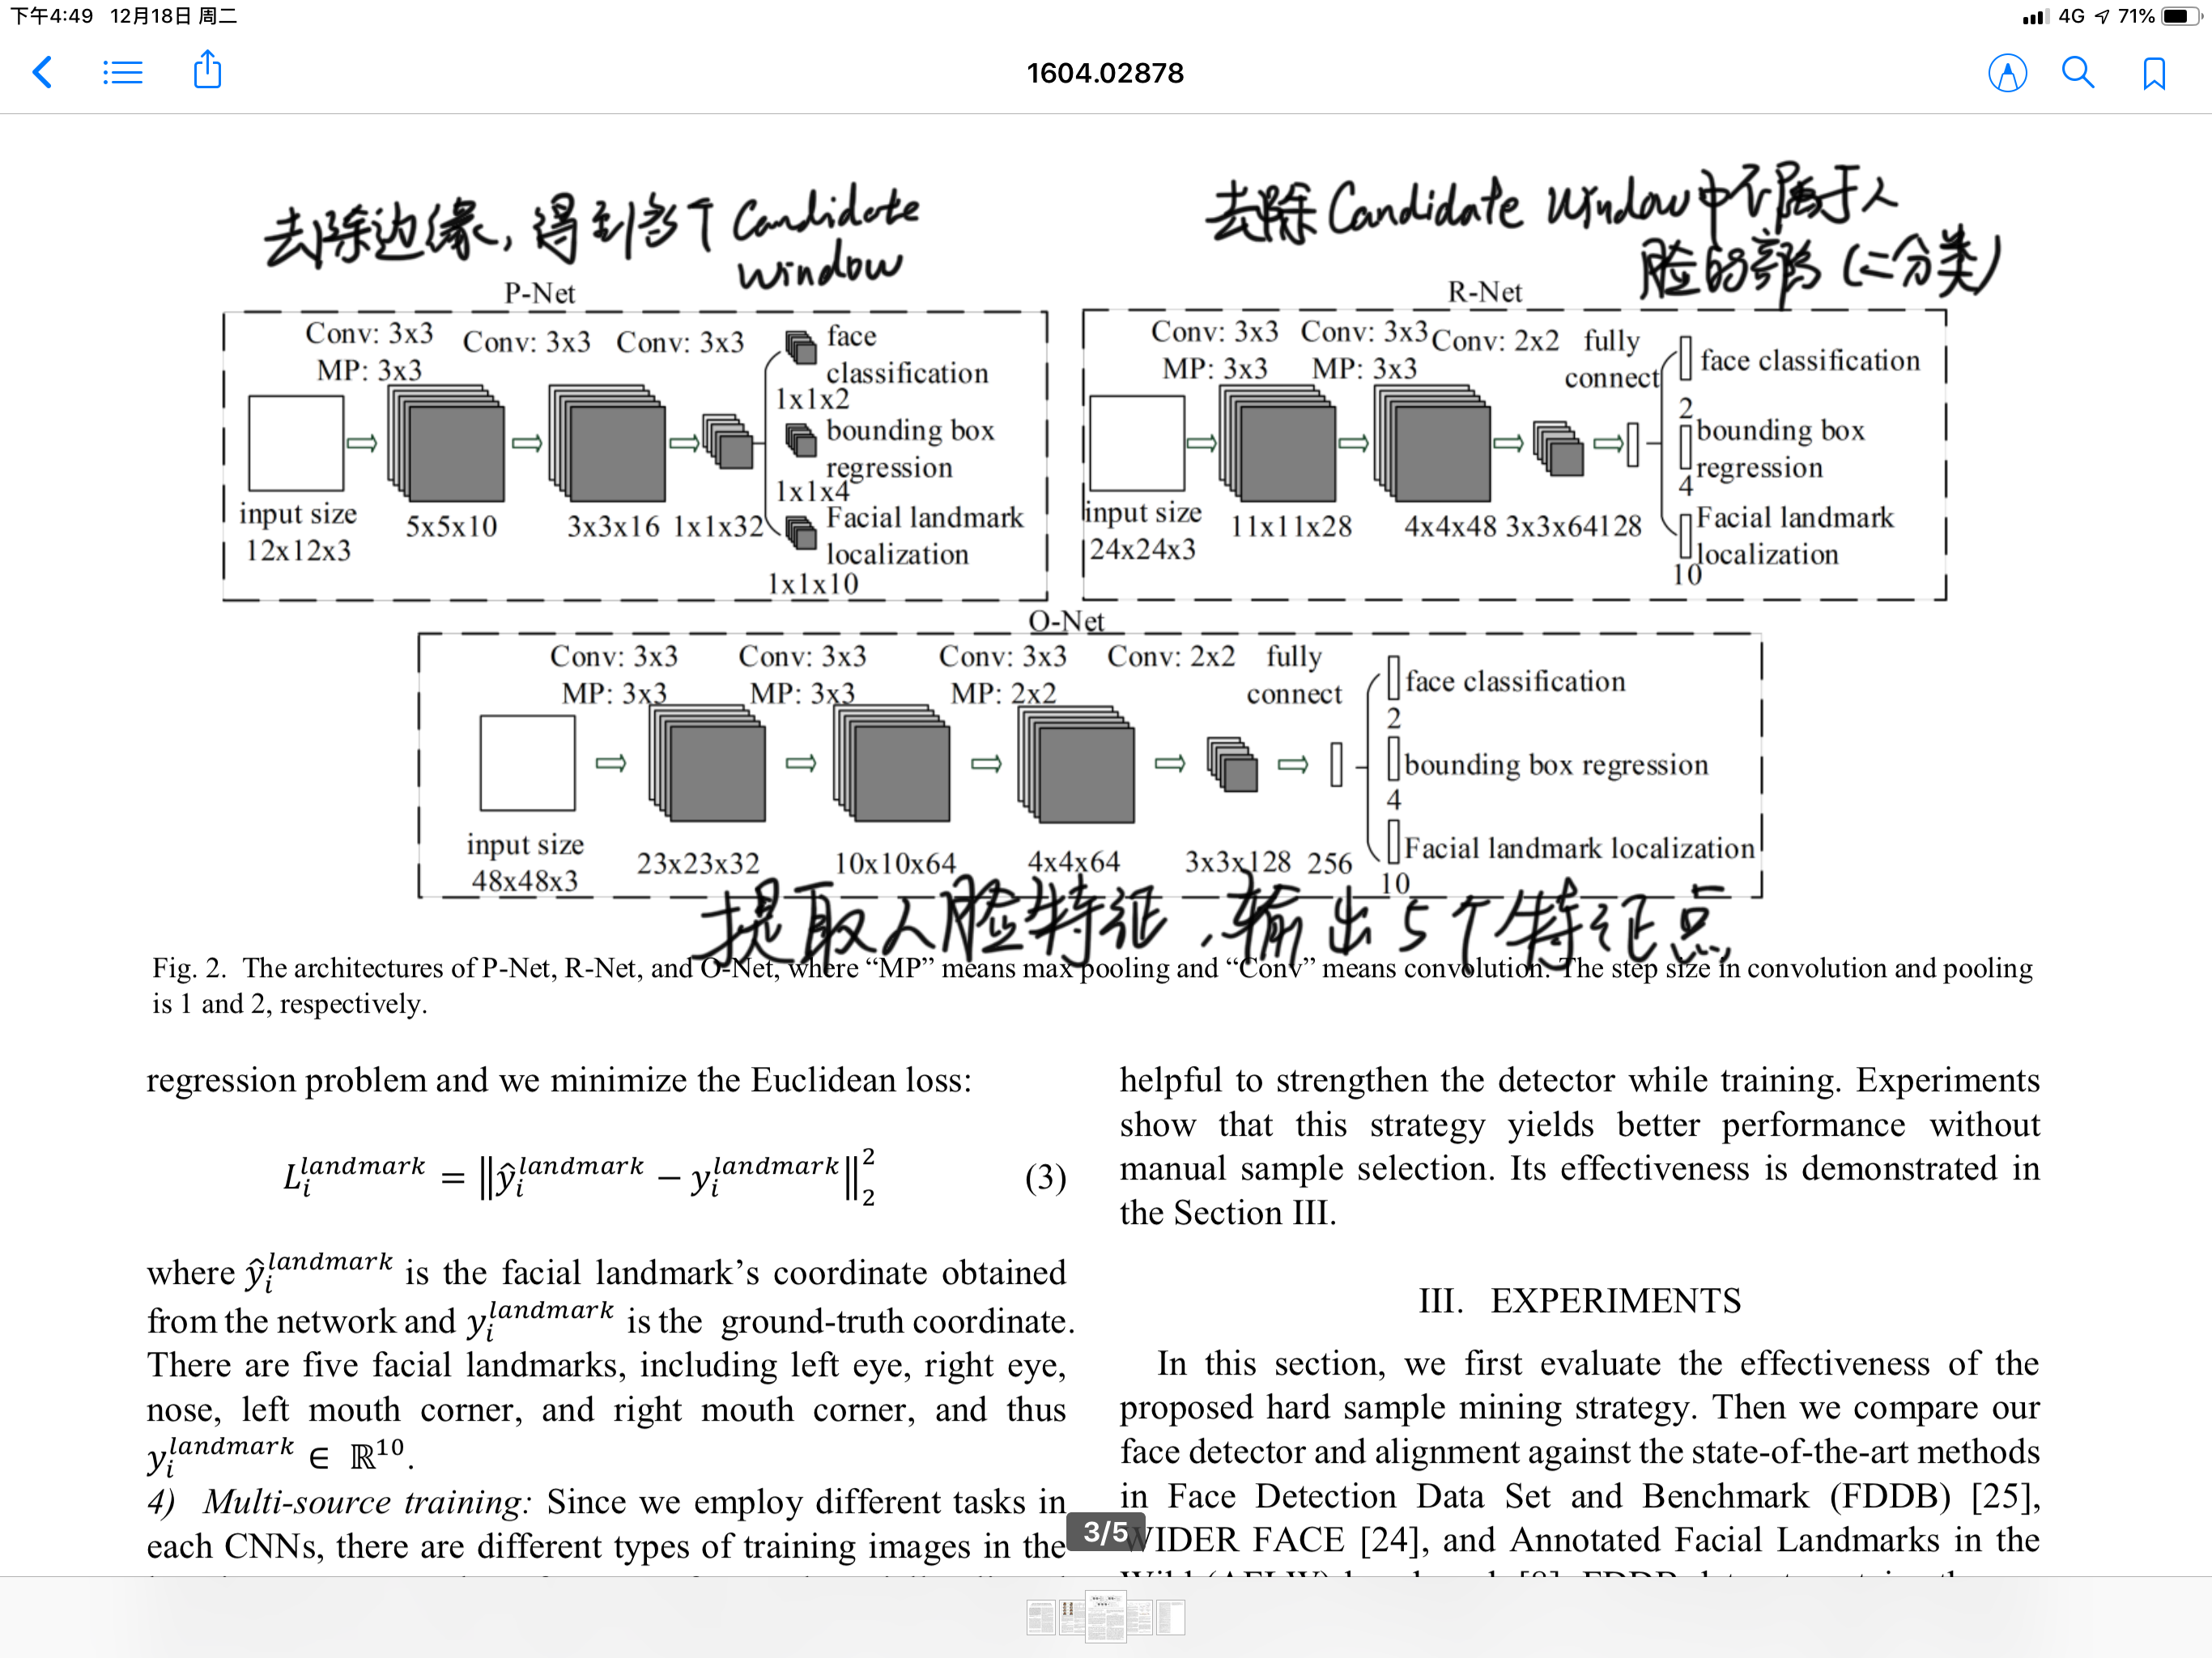 下午4:49 12月18日 周二
4G 71%
1604.02878
去除边缘，得到多个 Candidate
window
去除 Candidate Window中不属于人
脸的部分 (二分类)
P-Net
Conv: 3x3 Conv: 3x3 Conv: 3x3
MP: 3x3
face
classification
1x1x2
bounding box
regression
1x1x4
Facial landmark
localization
1x1x10
input size
12x12x3
5x5x10 3x3x16 1x1x32
R-Net
Conv: 3x3 Conv: 3x3 Conv: 2x2 fully
MP: 3x3 MP: 3x3 connect
face classification
2
bounding box
regression
4
Facial landmark
localization
10
input size
24x24x3
11x11x28 4x4x48 3x3x64 128
O-Net
Conv: 3x3 Conv: 3x3 Conv: 3x3 Conv: 2x2 fully
MP: 3x3 MP: 3x3 MP: 2x2 connect
face classification
2
bounding box regression
4
Facial landmark localization
10
input size
48x48x3
23x23x32 10x10x64 4x4x64 3x3x128 256
提取人脸特征，输出5个特征点
Fig. 2. The architectures of P-Net, R-Net, and O-Net, where “MP” means max pooling and “Conv” means convolution. The step size in convolution and pooling
is 1 and 2, respectively.
regression problem and we minimize the Euclidean loss:
L_i^{landmark} = ‖ŷ_i^{landmark} − y_i^{landmark}‖_2^2 (3)
where ŷ_i^{landmark} is the facial landmark’s coordinate obtained
from the network and y_i^{landmark} is the ground-truth coordinate.
There are five facial landmarks, including left eye, right eye,
nose, left mouth corner, and right mouth corner, and thus
y_i^{landmark} ∈ ℝ^{10}.
4) Multi-source training: Since we employ different tasks in
each CNNs, there are different types of training images in the
helpful to strengthen the detector while training. Experiments
show that this strategy yields better performance without
manual sample selection. Its effectiveness is demonstrated in
the Section III.
III. EXPERIMENTS
In this section, we first evaluate the effectiveness of the
proposed hard sample mining strategy. Then we compare our
face detector and alignment against the state-of-the-art methods
in Face Detection Data Set and Benchmark (FDDB) [25],
WIDER FACE [24], and Annotated Facial Landmarks in the
3/5